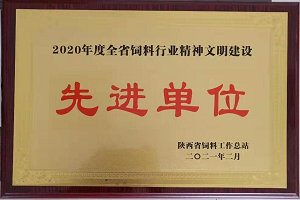 2020年度全省饲料行业精神文明建设
先进单位
陕西省饲料工作总站
二〇二一年二月